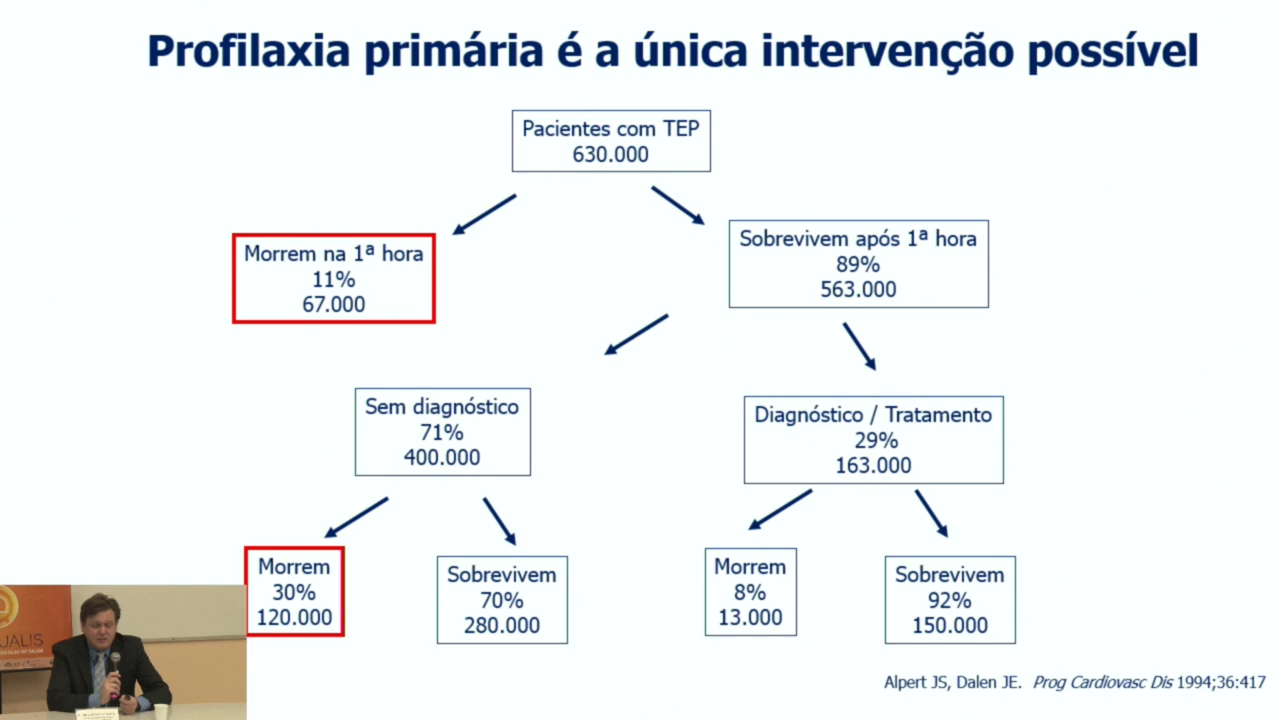 Profilaxia primária é a única intervenção possível
Pacientes com TEP
630.000
Morrem na 1ª hora
11%
67.000
Sobrevivem após 1ª hora
89%
563.000
Sem diagnóstico
71%
400.000
Diagnóstico / Tratamento
29%
163.000
Morrem
30%
120.000
Sobrevivem
70%
280.000
Morrem
8%
13.000
Sobrevivem
92%
150.000
Alpert JS, Dalen JE. Prog Cardiovasc Dis 1994;36:417
JALIS